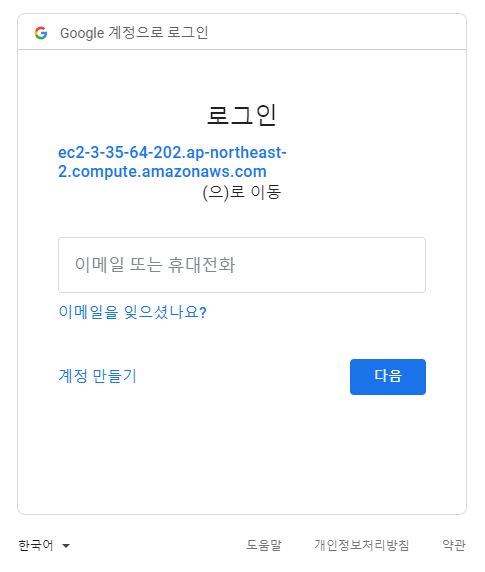 Google 계정으로 로그인
로그인
ec2-3-35-64-202.ap-northeast-
2.compute.amazonaws.com
(으)로 이동
이메일 또는 휴대전화
이메일을 잊으셨나요?
계정 만들기
다음
한국어
도움말
개인정보처리방침
약관